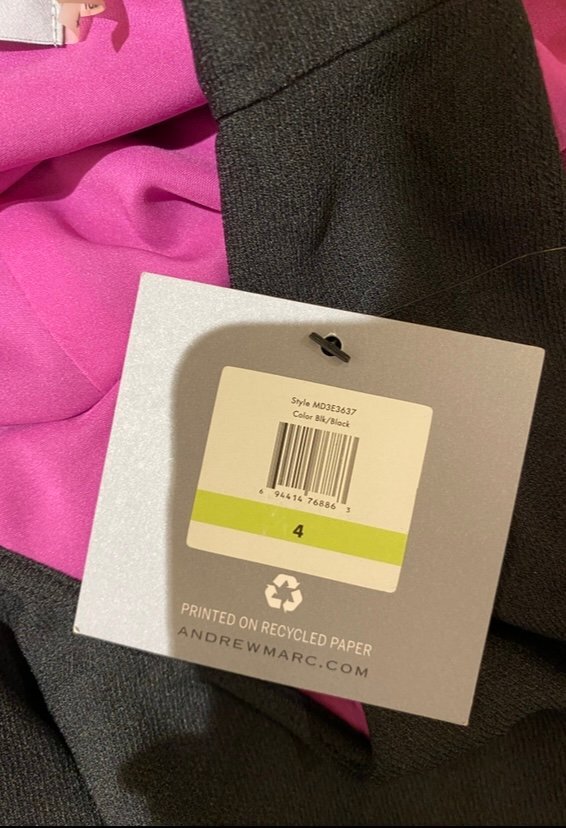 Style MD3E3637
Color Blk/Black
6 94414 76886 3
4
PRINTED ON RECYCLED PAPER
ANDREWMARC.COM